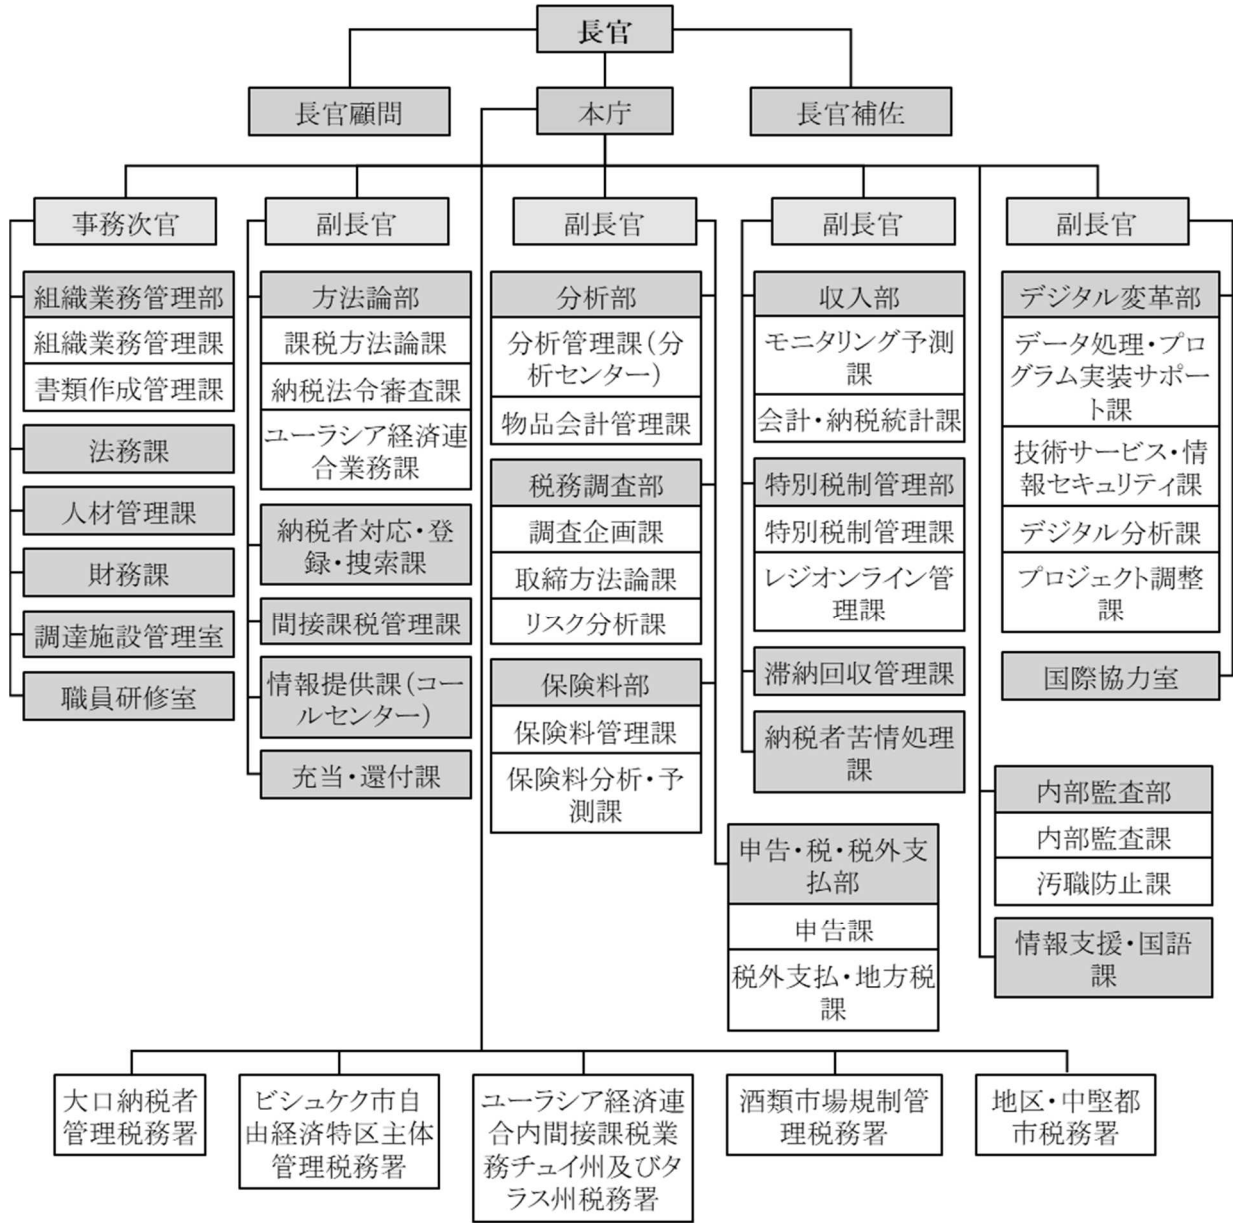 長官
長官顧問
本庁
長官補佐
事務次官
組織業務管理部
組織業務管理課
書類作成管理課
法務課
人材管理課
財務課
調達施設管理室
職員研修室
副長官
方法論部
課税方法論課
納税法令審査課
ユーラシア経済連
合業務課
納税者対応・登
録・捜索課
間接課税管理課
情報提供課(コー
ルセンター)
充当・還付課
副長官
分析部
分析管理課(分
析センター)
物品会計管理課
税務調査部
調査企画課
取締方法論課
リスク分析課
保険料部
保険料管理課
保険料分析・予
測課
申告・税・税外支
払部
申告課
税外支払・地方税
課
副長官
収入部
モニタリング予測
課
会計・納税統計課
特別税制管理部
特別税制管理課
レジオンライン管
理課
滞納回収管理課
納税者苦情処理
課
副長官
デジタル変革部
データ処理・プロ
グラム実装サポー
ト課
技術サービス・情
報セキュリティ課
デジタル分析課
プロジェクト調整
課
国際協力室
内部監査部
内部監査課
汚職防止課
情報支援・国語
課
大口納税者
管理税務署
ビシュケク市自
由経済特区主体
管理税務署
ユーラシア経済連
合内間接課税業
務チュイ州及びタ
ラス州税務署
酒類市場規制管
理税務署
地区・中堅都
市税務署